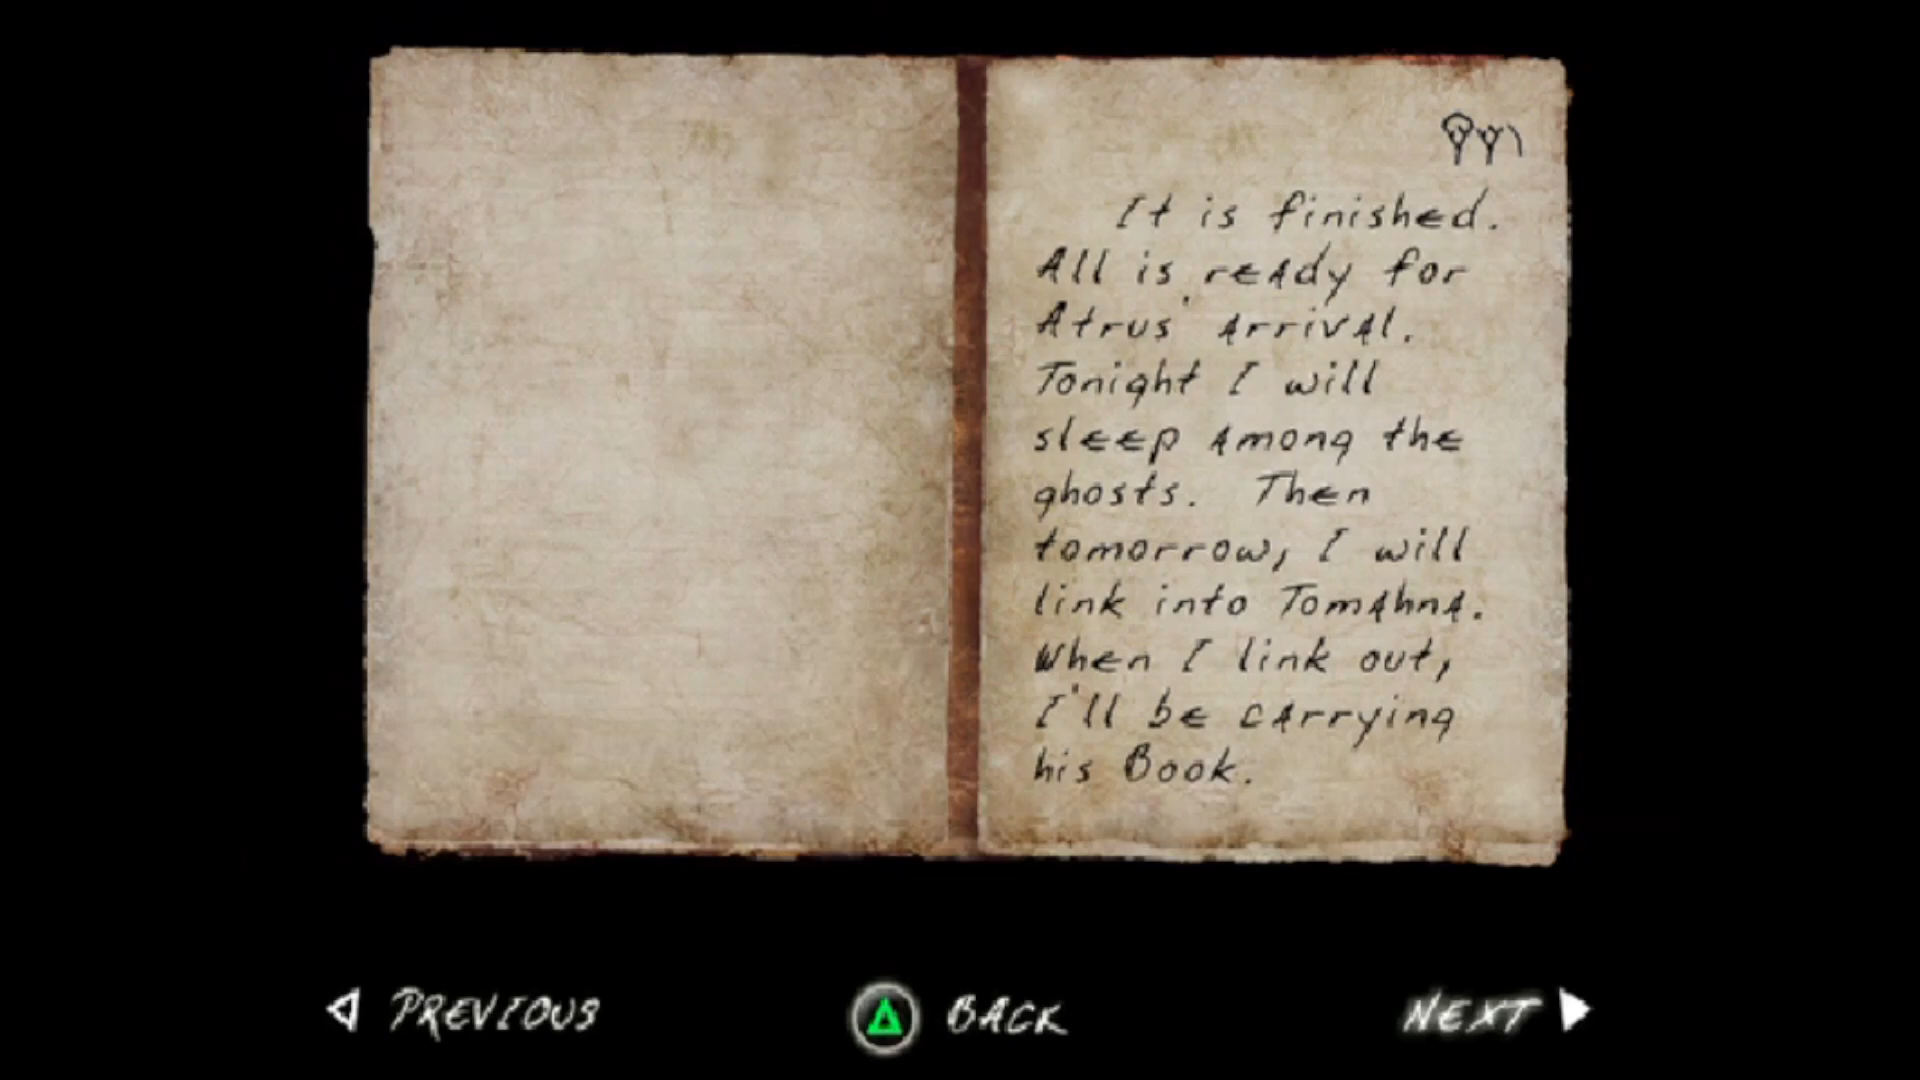 It is finished.
All is ready for
Atrus' arrival.
Tonight I will
sleep among the
ghosts. Then
tomorrow, I will
link into Tomahna.
When I link out,
I'll be carrying
his Book.
PREVIOUS
BACK
NEXT